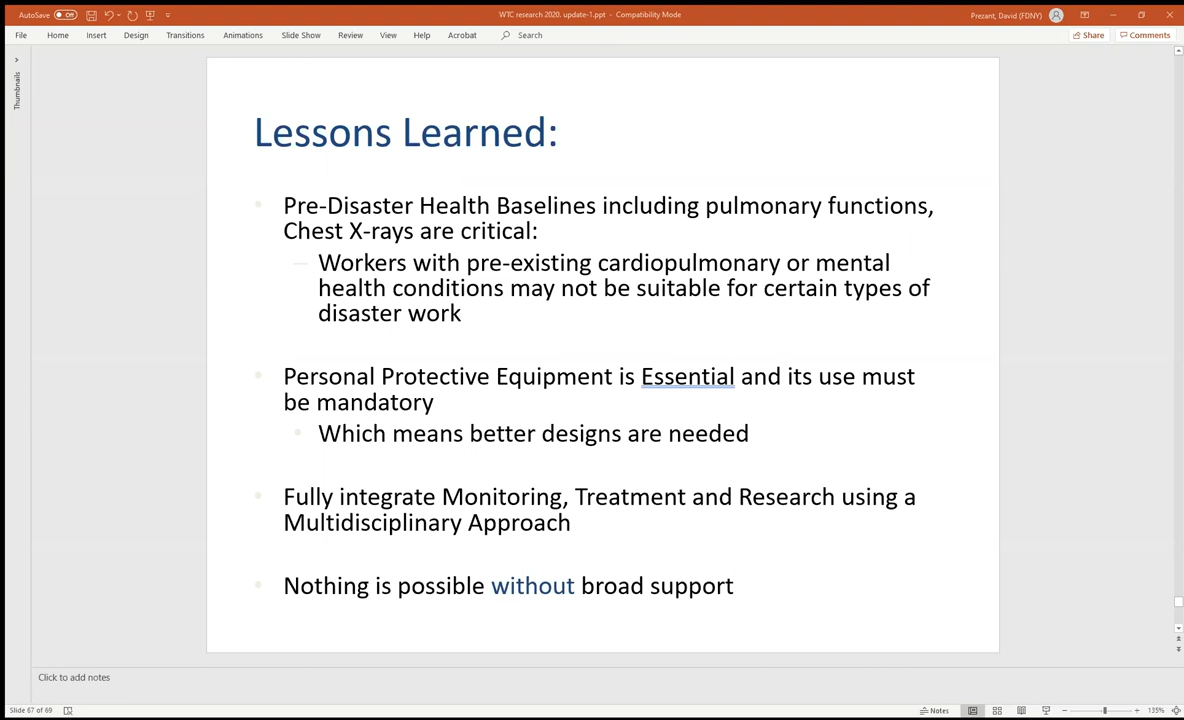 AutoSave Off WTC research 2020. update-1.ppt - Compatibility Mode Prezant, David (FDNY)
File Home Insert Design Transitions Animations Slide Show Review View Help Acrobat Search Share Comments
Thumbnails
Lessons Learned:
Pre-Disaster Health Baselines including pulmonary functions,
Chest X-rays are critical:
Workers with pre-existing cardiopulmonary or mental
health conditions may not be suitable for certain types of
disaster work
Personal Protective Equipment is Essential and its use must
be mandatory
Which means better designs are needed
Fully integrate Monitoring, Treatment and Research using a
Multidisciplinary Approach
Nothing is possible without broad support
Click to add notes
Slide 67 of 69 Notes 135%